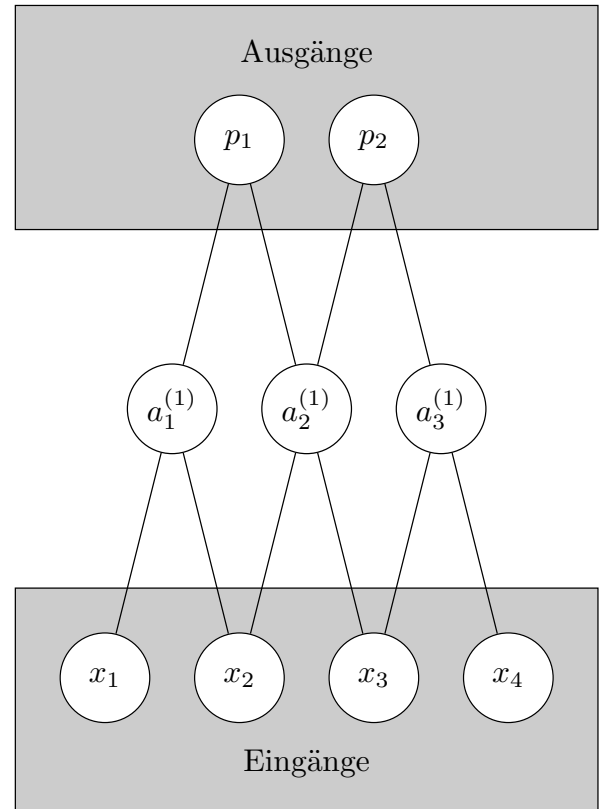 Ausgänge
p₁ p₂
a₁⁽¹⁾ a₂⁽¹⁾ a₃⁽¹⁾
x₁ x₂ x₃ x₄
Eingänge